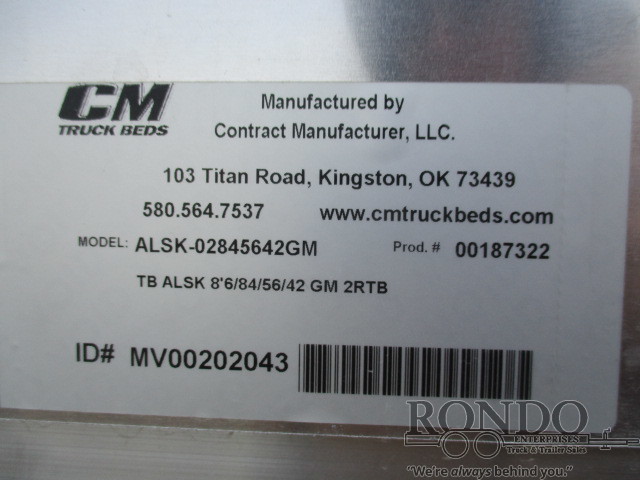 CM
TRUCK BEDS
Manufactured by
Contract Manufacturer, LLC.
103 Titan Road, Kingston, OK 73439
580.564.7537 www.cmtruckbeds.com
MODEL: ALSK-02845642GM Prod. # 00187322
TB ALSK 8'6/84/56/42 GM 2RTB
ID# MV00202043
RONDO
ENTERPRISES
Truck & Trailer Sales
"We're always behind you."